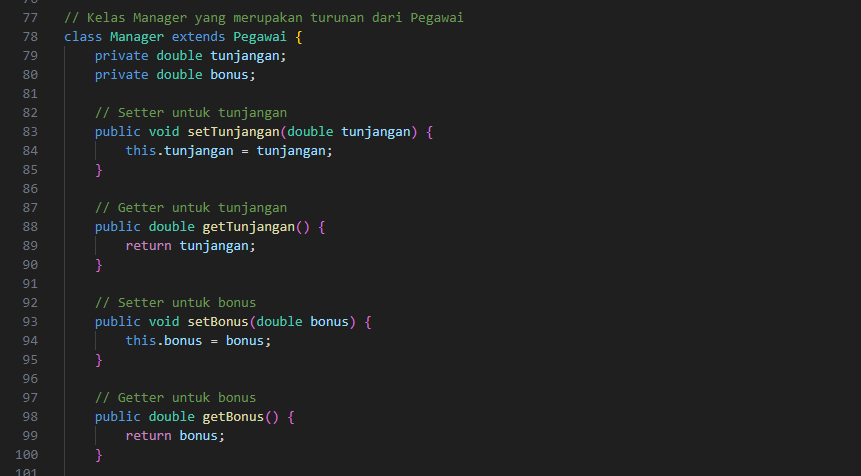 77 // Kelas Manager yang merupakan turunan dari Pegawai
78 class Manager extends Pegawai {
79 private double tunjangan;
80 private double bonus;
81
82 // Setter untuk tunjangan
83 public void setTunjangan(double tunjangan) {
84 this.tunjangan = tunjangan;
85 }
86
87 // Getter untuk tunjangan
88 public double getTunjangan() {
89 return tunjangan;
90 }
91
92 // Setter untuk bonus
93 public void setBonus(double bonus) {
94 this.bonus = bonus;
95 }
96
97 // Getter untuk bonus
98 public double getBonus() {
99 return bonus;
100 }
101